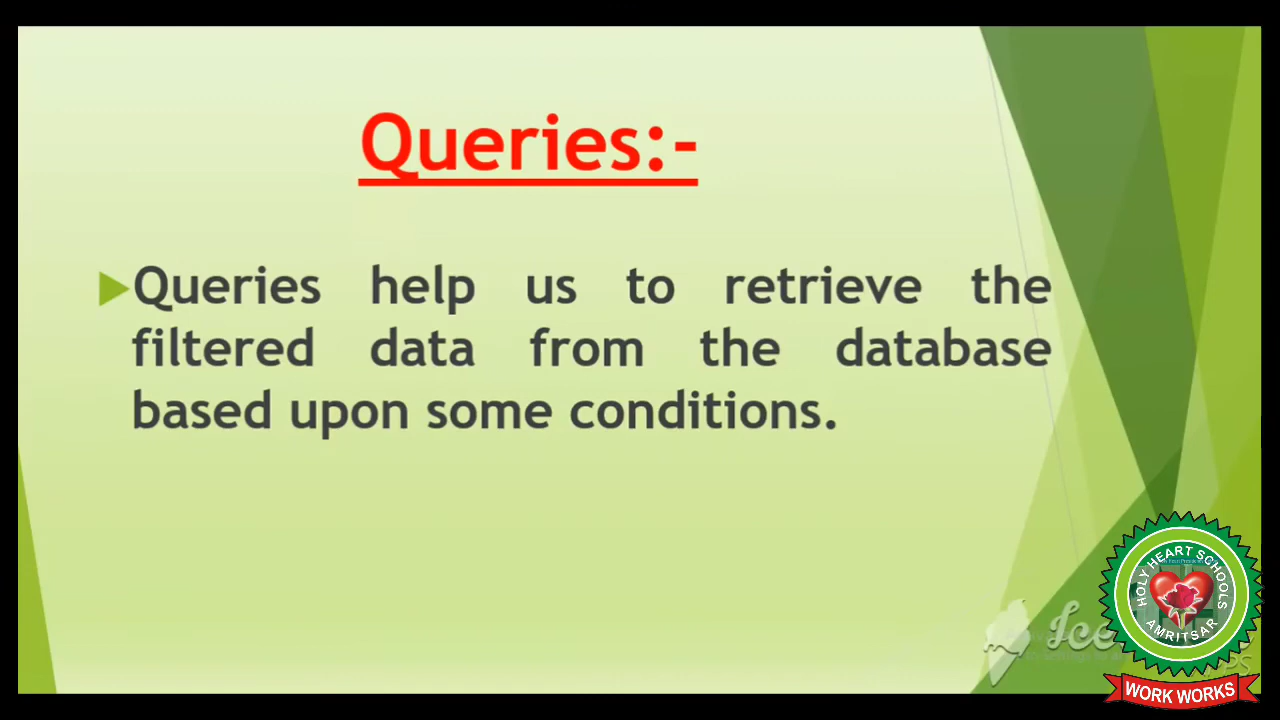 Queries:-
Queries help us to retrieve the
filtered data from the database
based upon some conditions.
HOLY HEART SCHOOLS
AMRITSAR
WORK WORKS
Ice